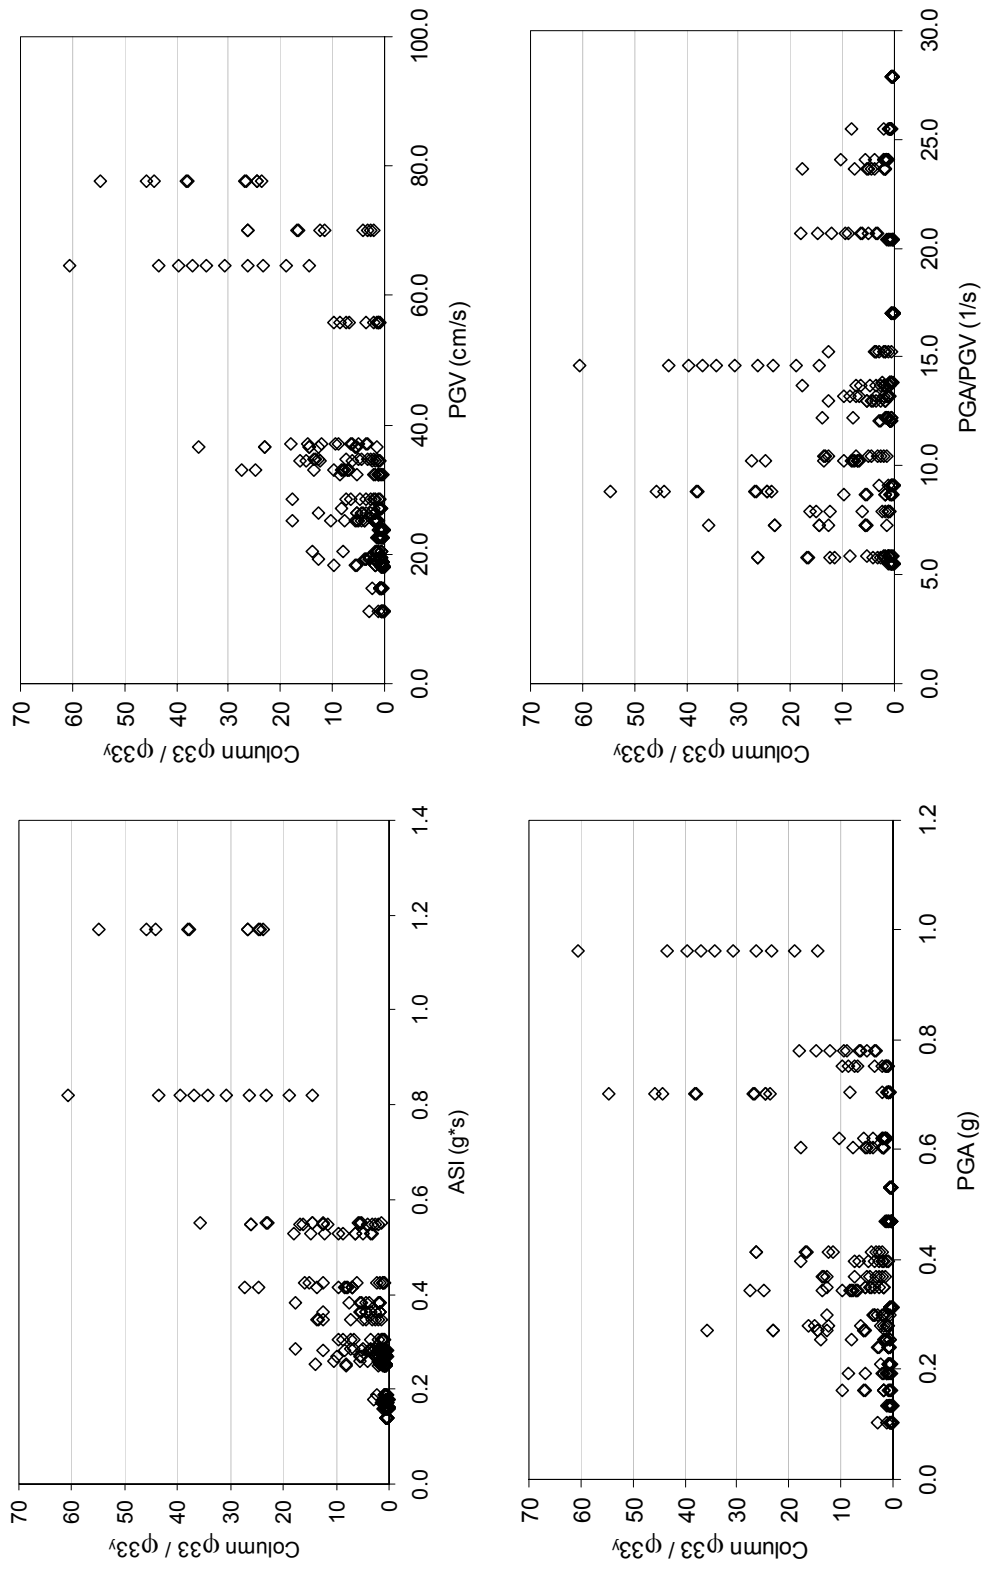 Column φ33 / φ33y
70
60
50
40
30
20
10
0
0.0 0.2 0.4 0.6 0.8 1.0 1.2 1.4
ASI (g*s)
Column φ33 / φ33y
70
60
50
40
30
20
10
0
0.0 20.0 40.0 60.0 80.0 100.0
PGV (cm/s)
Column φ33 / φ33y
70
60
50
40
30
20
10
0
0.0 0.2 0.4 0.6 0.8 1.0 1.2
PGA (g)
Column φ33 / φ33y
70
60
50
40
30
20
10
0
0.0 5.0 10.0 15.0 20.0 25.0 30.0
PGA/PGV (1/s)